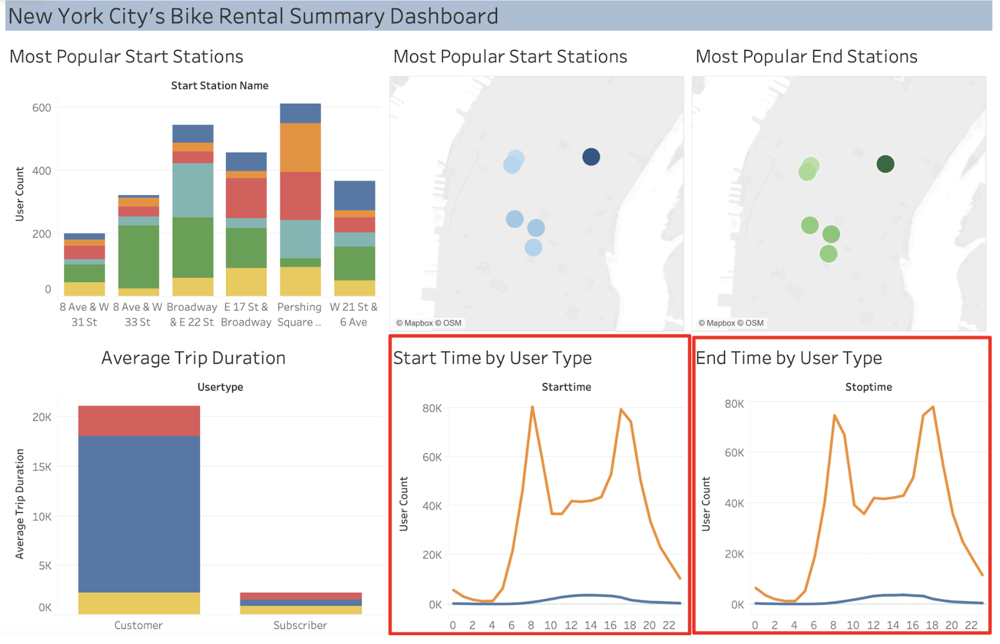 New York City's Bike Rental Summary Dashboard
Most Popular Start Stations
Start Station Name
User Count
600
400
200
0
8 Ave & W
31 St
8 Ave & W
33 St
Broadway
& E 22 St
E 17 St &
Broadway
Pershing
Square ..
W 21 St &
6 Ave
Most Popular Start Stations
© Mapbox © OSM
Most Popular End Stations
© Mapbox © OSM
Average Trip Duration
Usertype
Average Trip Duration
20K
15K
10K
5K
0K
Customer
Subscriber
Start Time by User Type
Starttime
User Count
80K
60K
40K
20K
0K
0 2 4 6 8 10 12 14 16 18 20 22
End Time by User Type
Stoptime
User Count
80K
60K
40K
20K
0K
0 2 4 6 8 10 12 14 16 18 20 22